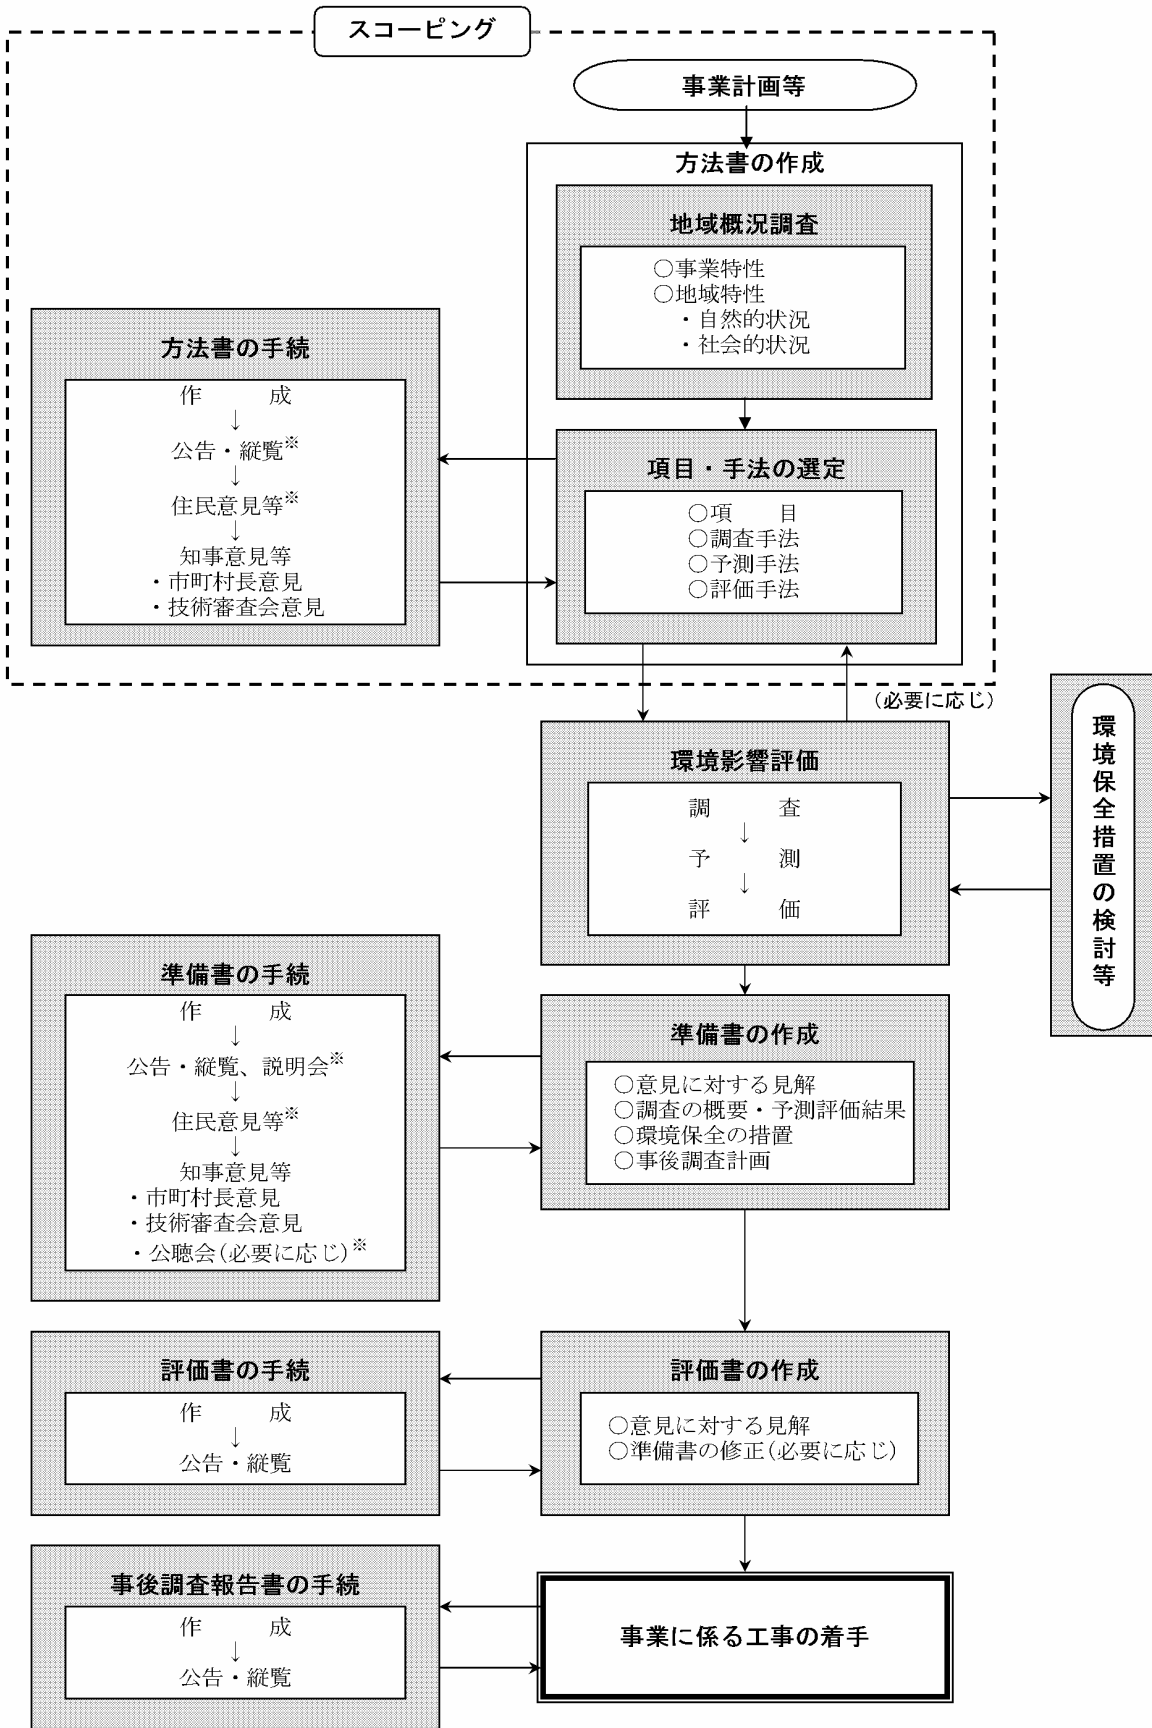 スコーピング
事業計画等
方法書の作成
地域概況調査
○事業特性
○地域特性
・自然的状況
・社会的状況
方法書の手続
作　　　成
↓
公告・縦覧※
↓
住民意見等※
↓
知事意見等
・市町村長意見
・技術審査会意見
項目・手法の選定
○項　　目
○調査手法
○予測手法
○評価手法
（必要に応じ）
環境影響評価
調　　　査
↓
予　　　測
↓
評　　　価
環境保全措置の検討等
準備書の手続
作　　　成
↓
公告・縦覧、説明会※
↓
住民意見等※
↓
知事意見等
・市町村長意見
・技術審査会意見
・公聴会(必要に応じ)※
準備書の作成
○意見に対する見解
○調査の概要・予測評価結果
○環境保全の措置
○事後調査計画
評価書の手続
作　　　成
↓
公告・縦覧
評価書の作成
○意見に対する見解
○準備書の修正(必要に応じ)
事後調査報告書の手続
作　　　成
↓
公告・縦覧
事業に係る工事の着手